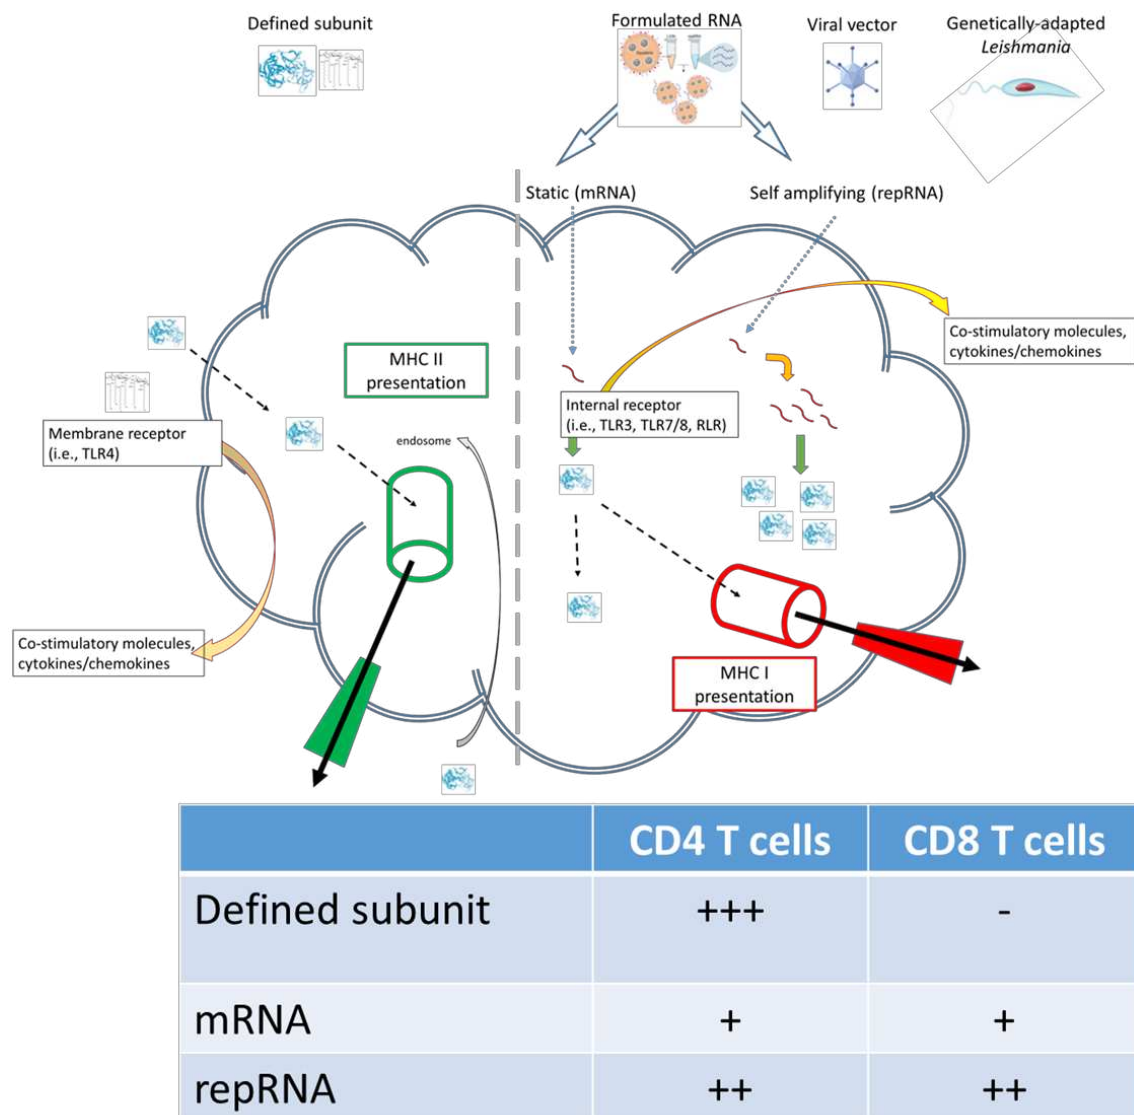 Defined subunit
Formulated RNA
Viral vector
Genetically-adapted
Leishmania
Static (mRNA)
Self amplifying (repRNA)
MHC II
presentation
Co-stimulatory molecules,
cytokines/chemokines
Membrane receptor
(i.e., TLR4)
endosome
Internal receptor
(i.e., TLR3, TLR7/8, RLR)
Co-stimulatory molecules,
cytokines/chemokines
MHC I
presentation
CD4 T cells CD8 T cells
Defined subunit +++ -
mRNA + +
repRNA ++ ++